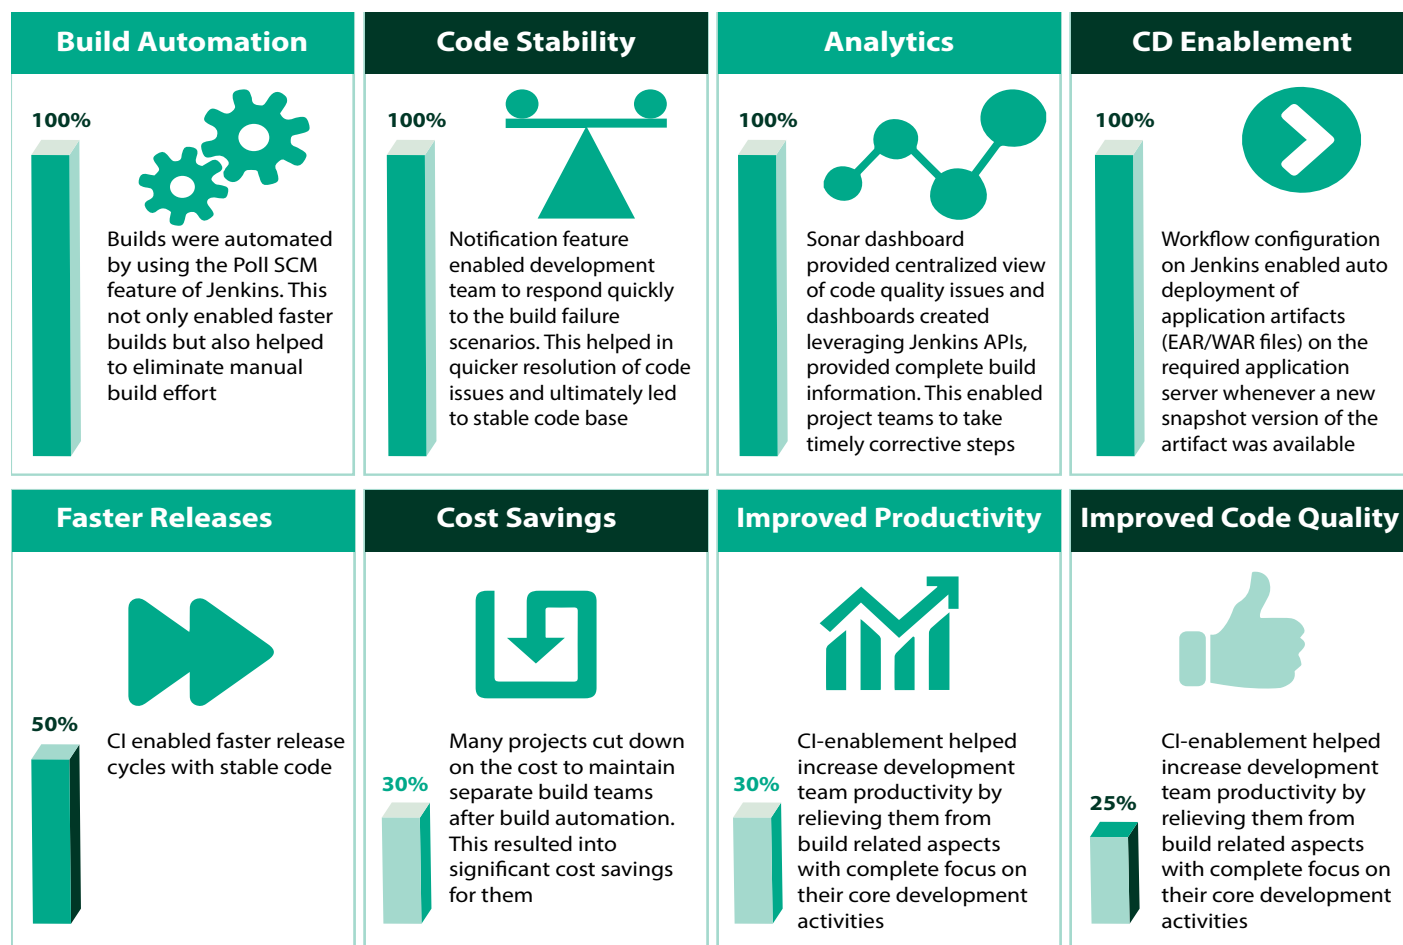 Build Automation
100%
Builds were automated
by using the Poll SCM
feature of Jenkins. This
not only enabled faster
builds but also helped
to eliminate manual
build effort
Code Stability
100%
Notification feature
enabled development
team to respond quickly
to the build failure
scenarios. This helped in
quicker resolution of code
issues and ultimately led
to stable code base
Analytics
100%
Sonar dashboard
provided centralized view
of code quality issues and
dashboards created
leveraging Jenkins APIs,
provided complete build
information. This enabled
project teams to take
timely corrective steps
CD Enablement
100%
Workflow configuration
on Jenkins enabled auto
deployment of
application artifacts
(EAR/WAR files) on the
required application
server whenever a new
snapshot version of the
artifact was available
Faster Releases
50%
CI enabled faster release
cycles with stable code
Cost Savings
30%
Many projects cut down
on the cost to maintain
separate build teams
after build automation.
This resulted into
significant cost savings
for them
Improved Productivity
30%
CI-enablement helped
increase development
team productivity by
relieving them from
build related aspects
with complete focus on
their core development
activities
Improved Code Quality
25%
CI-enablement helped
increase development
team productivity by
relieving them from
build related aspects
with complete focus on
their core development
activities